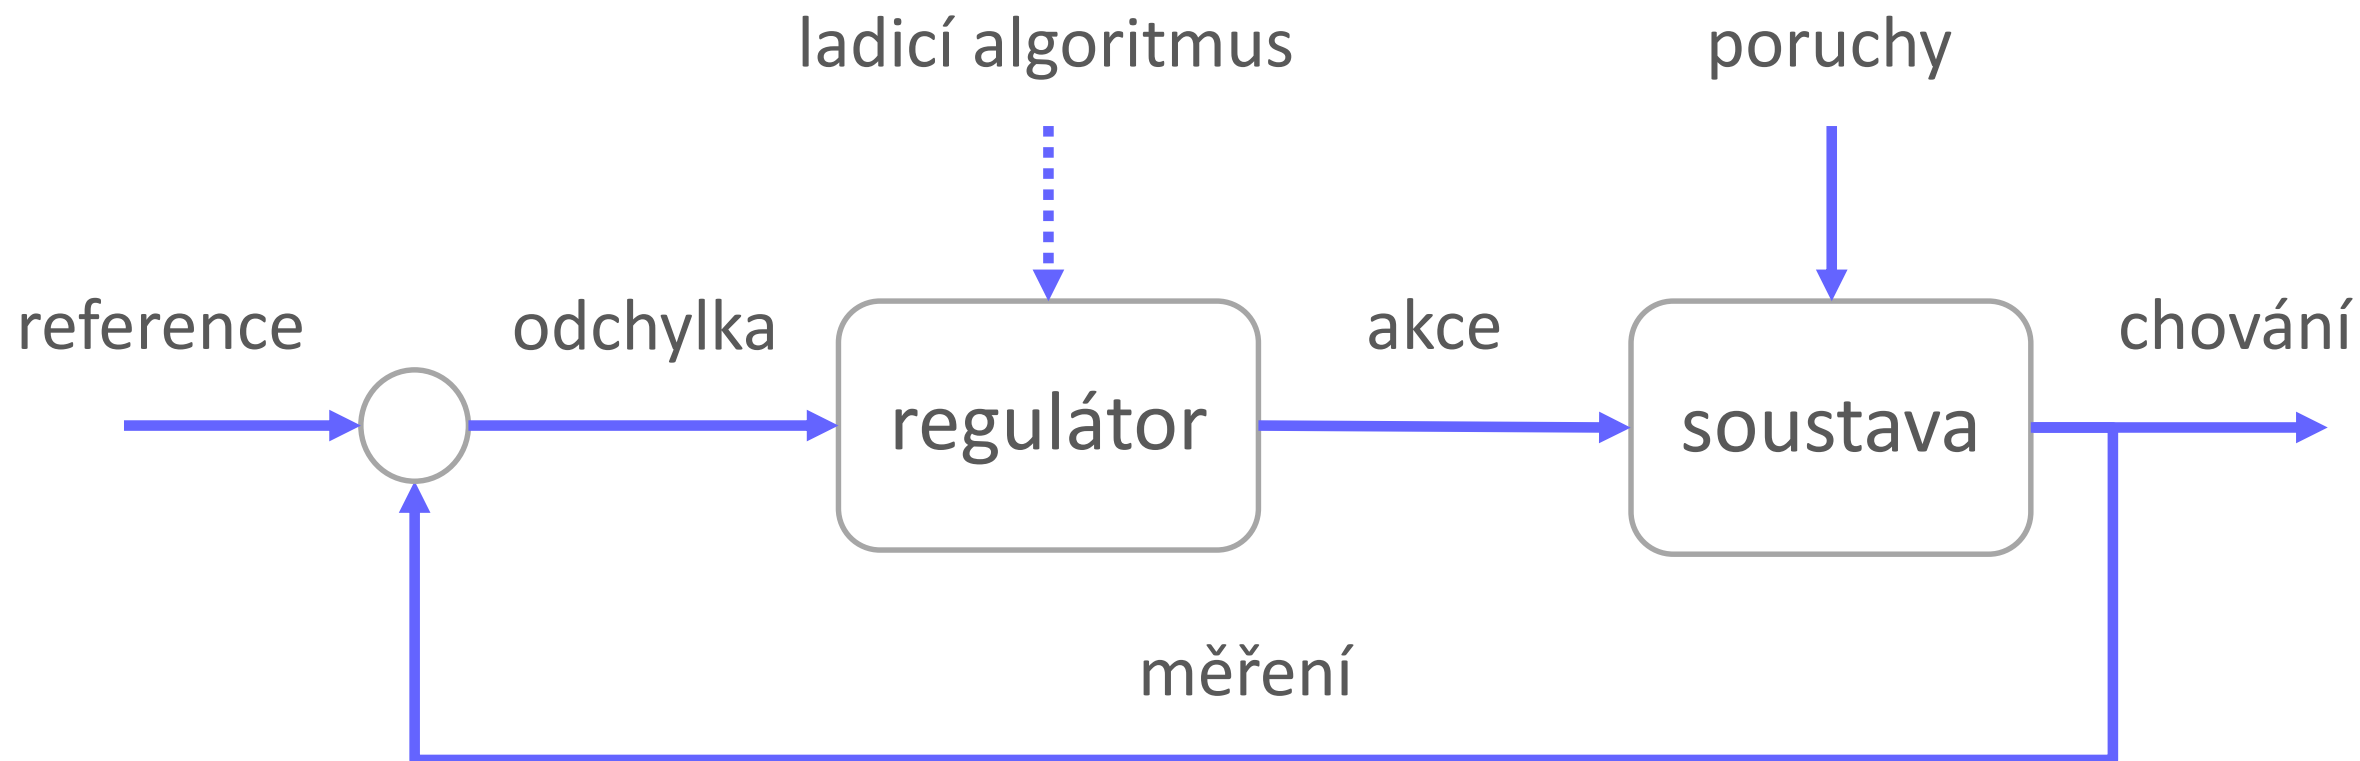 ladicí algoritmus
poruchy
reference
odchylka
akce
chování
regulátor
soustava
měření